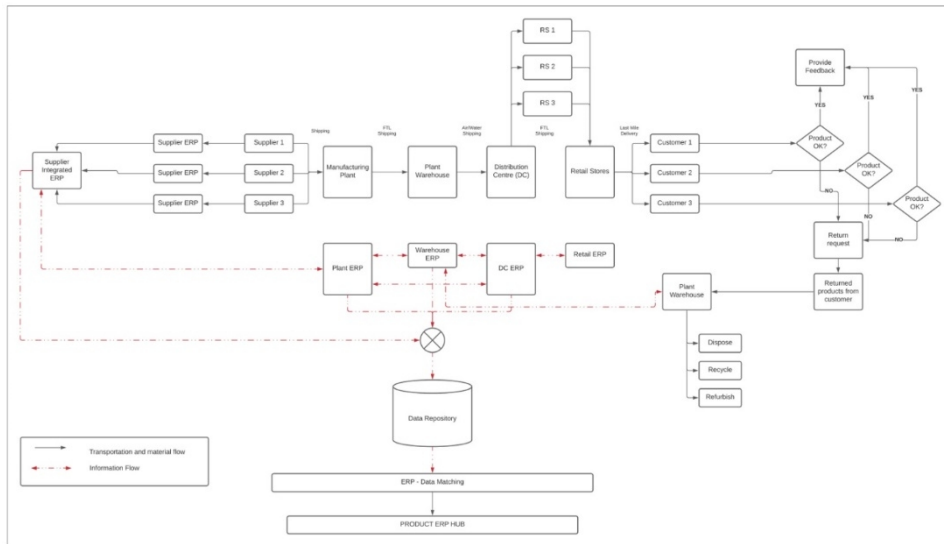 RS 1
RS 2
RS 3
Provide
Feedback
YES
YES
YES
Shipping
FTL
Shipping
Air/Water
Shipping
FTL
Shipping
Last Mile
Delivery
Supplier
Integrated
ERP
Supplier ERP
Supplier ERP
Supplier ERP
Supplier 1
Supplier 2
Supplier 3
Manufacturing
Plant
Plant
Warehouse
Distribution
Centre (DC)
Retail Stores
Customer 1
Customer 2
Customer 3
Product
OK?
Product
OK?
Product
OK?
NO
NO
NO
Return
request
Returned
products from
customer
Plant ERP
Warehouse
ERP
DC ERP
Retail ERP
Plant
Warehouse
Dispose
Recycle
Refurbish
Data Repository
Transportation and material flow
Information Flow
ERP - Data Matching
PRODUCT ERP HUB